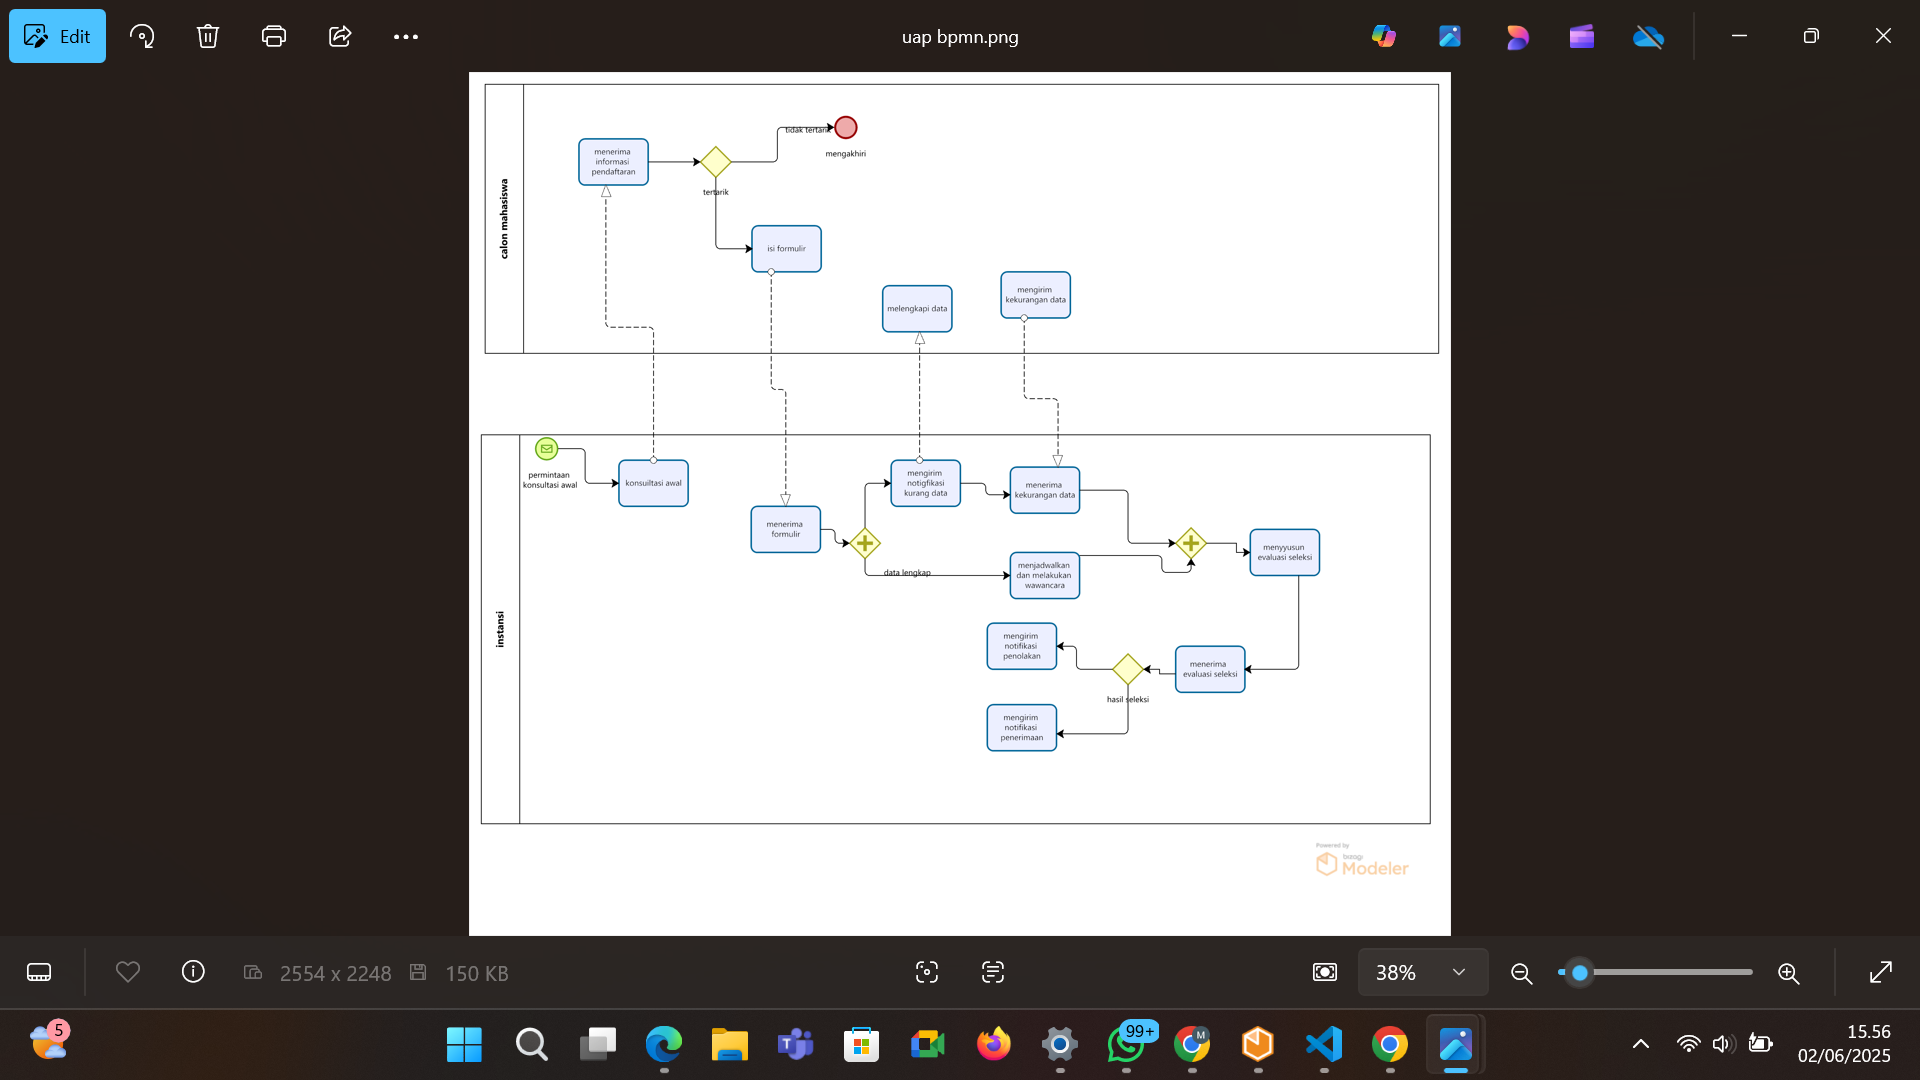 Edit
uap bpmn.png
calon mahasiswa
menerima
informasi
pendaftaran
tidak tertarik
mengakhiri
tertarik
isi formulir
melengkapi data
mengirim
kekurangan data
instansi
permintaan
konsultasi awal
konsuiltasi awal
menerima
formulir
mengirim
notigfikasi
kurang data
menerima
kekurangan data
data lengkap
menjadwalkan
dan melakukan
wawancara
menyyusun
evaluasi seleksi
menerima
evaluasi seleksi
hasil seleksi
mengirim
notifikasi
penolakan
mengirim
notifikasi
penerimaan
Powered by
bizagi
Modeler
2554 x 2248
150 KB
38%
5
99+
M
15.56
02/06/2025